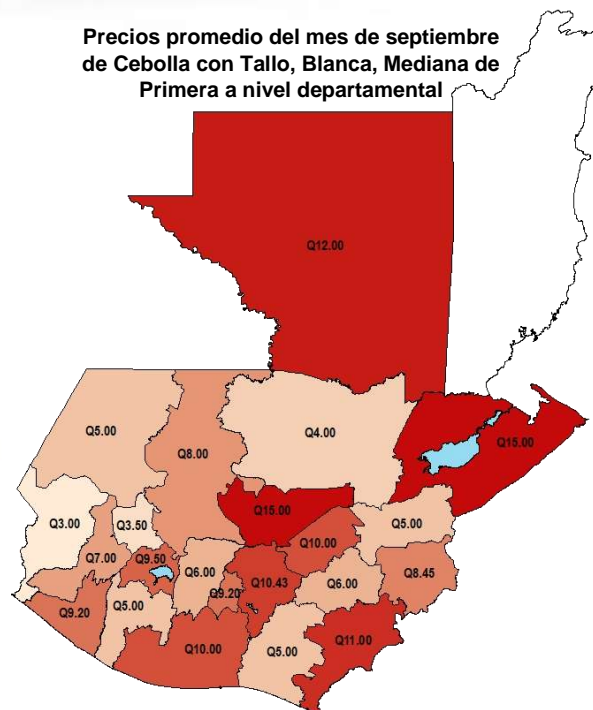 Precios promedio del mes de septiembre
de Cebolla con Tallo, Blanca, Mediana de
Primera a nivel departamental
Q12.00
Q5.00
Q8.00
Q4.00
Q15.00
Q3.00
Q3.50
Q15.00
Q5.00
Q7.00
Q9.50
Q6.00
Q10.00
Q8.45
Q9.20
Q5.00
Q9.20
Q10.43
Q6.00
Q10.00
Q5.00
Q11.00